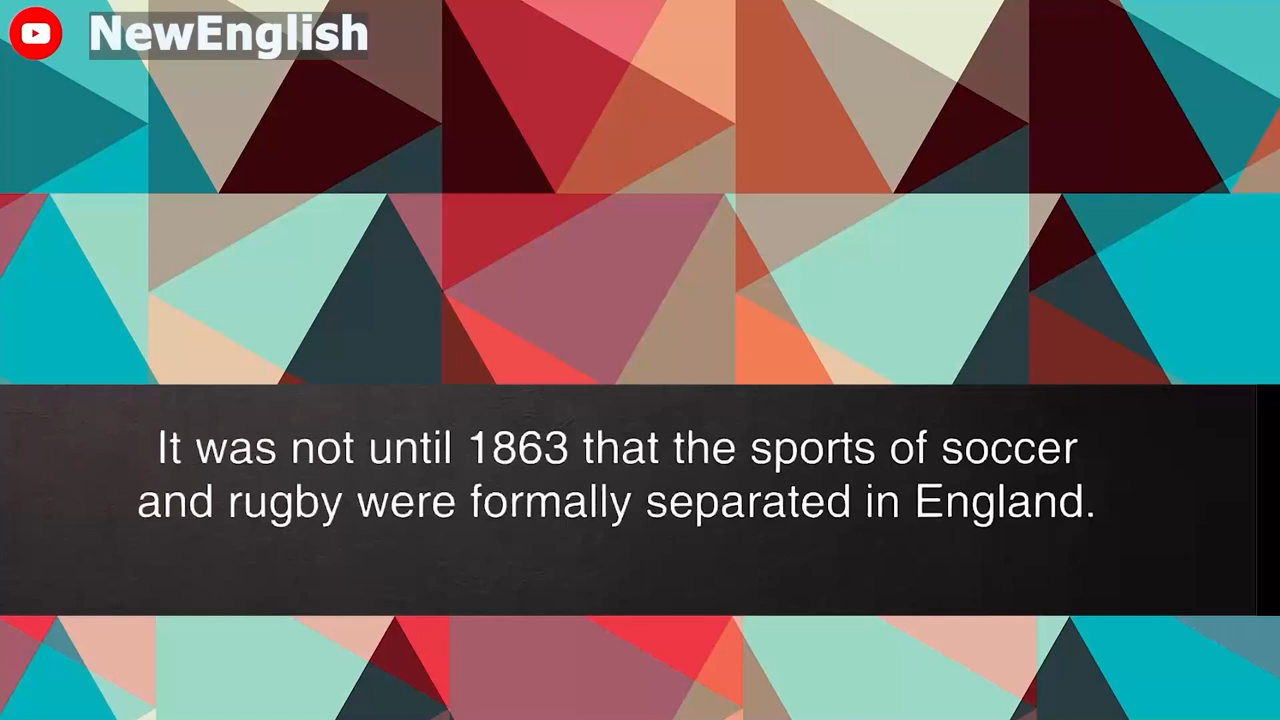 NewEnglish
It was not until 1863 that the sports of soccer
and rugby were formally separated in England.